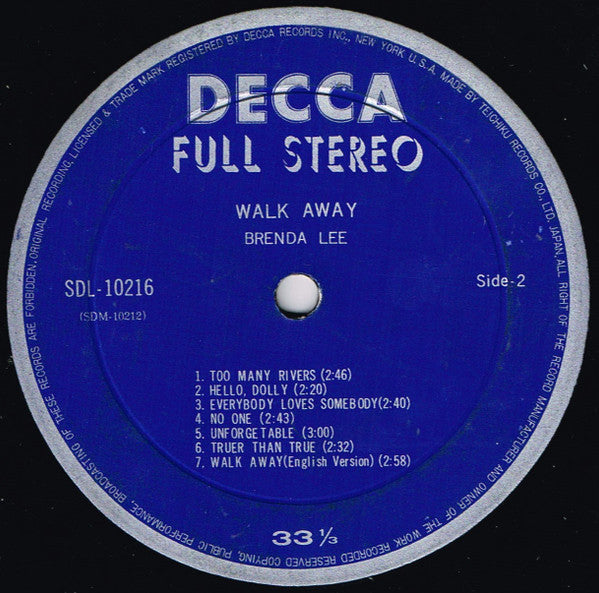 DECCA
FULL STEREO
WALK AWAY
BRENDA LEE
SDL-10216
(SDM-10212)
Side-2
1. TOO MANY RIVERS (2:46)
2. HELLO, DOLLY (2:20)
3. EVERYBODY LOVES SOMEBODY(2:40)
4. NO ONE (2:43)
5. UNFORGETABLE (3:00)
6. TRUER THAN TRUE (2:32)
7. WALK AWAY(English Version) (2:58)
33 ⅓
ORIGINAL RECORDING, LICENSED & TRADE MARK REGISTERED BY DECCA RECORDS INC., NEW YORK U.S.A. MADE BY TEICHIKU RECORDS CO., LTD. JAPAN, ALL RIGHT OF THE RECORD MANUFACTURER AND OWNER OF THE WORK RECORDED RESERVED COPYING, PUBLIC PERFORMANCE, BROADCASTING OF THESE RECORDS ARE FORBIDDEN.